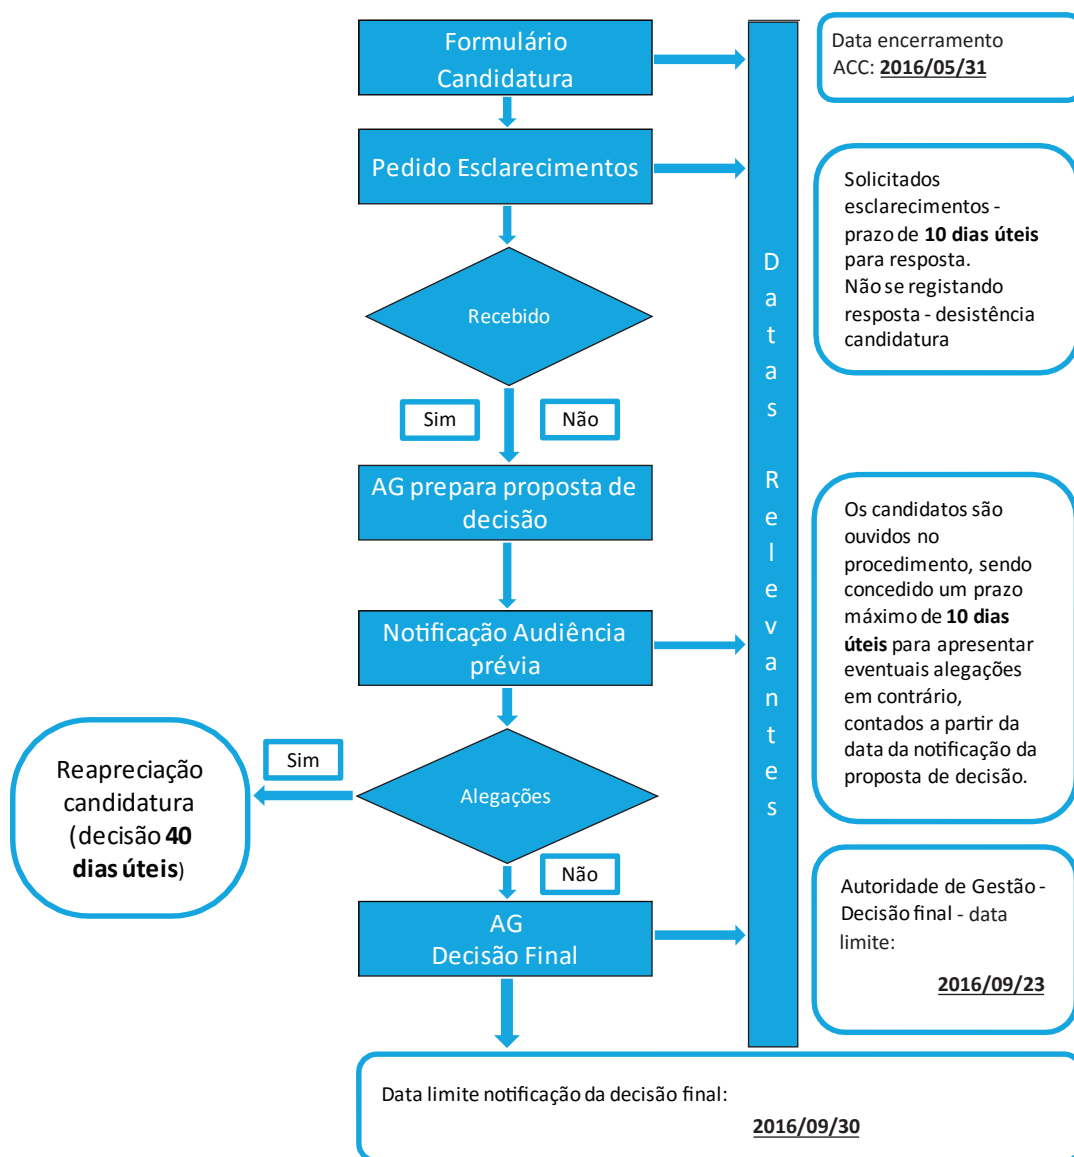 Formulário
Candidatura
Data encerramento
ACC: 2016/05/31
Pedido Esclarecimentos
Solicitados
esclarecimentos -
prazo de 10 dias úteis
para resposta.
Não se registando
resposta - desistência
candidatura
Recebido
Sim
Não
AG prepara proposta de
decisão
Datas Relevantes
Os candidatos são
ouvidos no
procedimento, sendo
concedido um prazo
máximo de 10 dias
úteis para apresentar
eventuais alegações
em contrário,
contados a partir da
data da notificação da
proposta de decisão.
Notificação Audiência
prévia
Sim
Reapreciação
candidatura
(decisão 40
dias úteis)
Alegações
Não
AG
Decisão Final
Autoridade de Gestão -
Decisão final - data
limite:
2016/09/23
Data limite notificação da decisão final:
2016/09/30